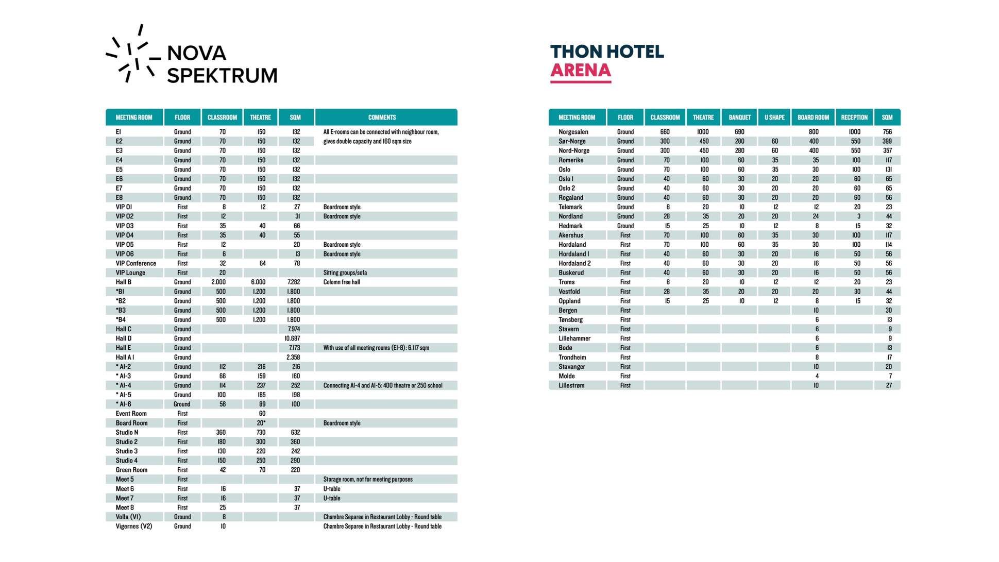 NOVA
SPEKTRUM
MEETING ROOM FLOOR CLASSROOM THEATRE SQM COMMENTS
E1 Ground 70 150 132 All E-rooms can be connected with neighbour room,
E2 Ground 70 150 132 gives double capacity and 160 sqm size
E3 Ground 70 150 132
E4 Ground 70 150 132
E5 Ground 70 150 132
E6 Ground 70 150 132
E7 Ground 70 150 132
E8 Ground 70 150 132
VIP 01 First 8 12 27 Boardroom style
VIP 02 First 12 31 Boardroom style
VIP 03 First 35 40 66
VIP 04 First 35 40 55
VIP 05 First 12 20 Boardroom style
VIP 06 First 6 13 Boardroom style
VIP Conference First 32 64 78
VIP Lounge First 20 Sitting groups/sofa
Hall B Ground 2.000 6.000 7.282 Colomn free hall
*B1 Ground 500 1.200 1.800
*B2 Ground 500 1.200 1.800
*B3 Ground 500 1.200 1.800
*B4 Ground 500 1.200 1.800
Hall C Ground 7.974
Hall D Ground 10.687
Hall E Ground 7.173 With use of all meeting rooms (E1-8): 6.117 sqm
Hall A 1 Ground 2.358
* A1-2 Ground 112 216 216
* A1-3 Ground 66 159 160
* A1-4 Ground 114 237 252 Connecting A1-4 and A1-5: 400 theatre or 250 school
* A1-5 Ground 100 185 198
* A1-6 Ground 56 89 100
Event Room First 60
Board Room First 20* Boardroom style
Studio N First 360 730 632
Studio 2 First 180 300 360
Studio 3 First 130 220 242
Studio 4 First 150 250 290
Green Room First 42 70 220
Meet 5 First Storage room, not for meeting purposes
Meet 6 First 16 37 U-table
Meet 7 First 16 37 U-table
Meet 8 First 25 37
Volla (V1) Ground 8 Chambre Separee in Restaurant Lobby - Round table
Vigernes (V2) Ground 10 Chambre Separee in Restaurant Lobby - Round table
THON HOTEL
ARENA
MEETING ROOM FLOOR CLASSROOM THEATRE BANQUET U SHAPE BOARD ROOM RECEPTION SQM
Norgesalen Ground 660 1000 690 800 1000 756
Sør-Norge Ground 300 450 280 60 400 550 399
Nord-Norge Ground 300 450 280 60 400 550 357
Romerike Ground 70 100 60 35 35 100 117
Oslo Ground 70 100 60 35 30 100 131
Oslo 1 Ground 40 60 30 20 20 60 65
Oslo 2 Ground 40 60 30 20 20 60 65
Rogaland Ground 40 60 30 20 20 60 56
Telemark Ground 8 20 10 12 12 20 23
Nordland Ground 28 35 20 20 24 3 44
Hedmark Ground 15 25 10 12 8 15 32
Akershus First 70 100 60 35 30 100 117
Hordaland First 70 100 60 35 30 100 114
Hordaland 1 First 40 60 30 20 16 50 56
Hordaland 2 First 40 60 30 20 16 50 56
Buskerud First 40 60 30 20 16 50 56
Troms First 8 20 10 12 12 20 23
Vestfold First 28 35 20 20 20 30 44
Oppland First 15 25 10 12 8 15 32
Bergen First 10 30
Tønsberg First 6 13
Stavern First 6 9
Lillehammer First 6 9
Bodø First 6 13
Trondheim First 8 17
Stavanger First 10 20
Molde First 4 7
Lillestrøm First 10 27